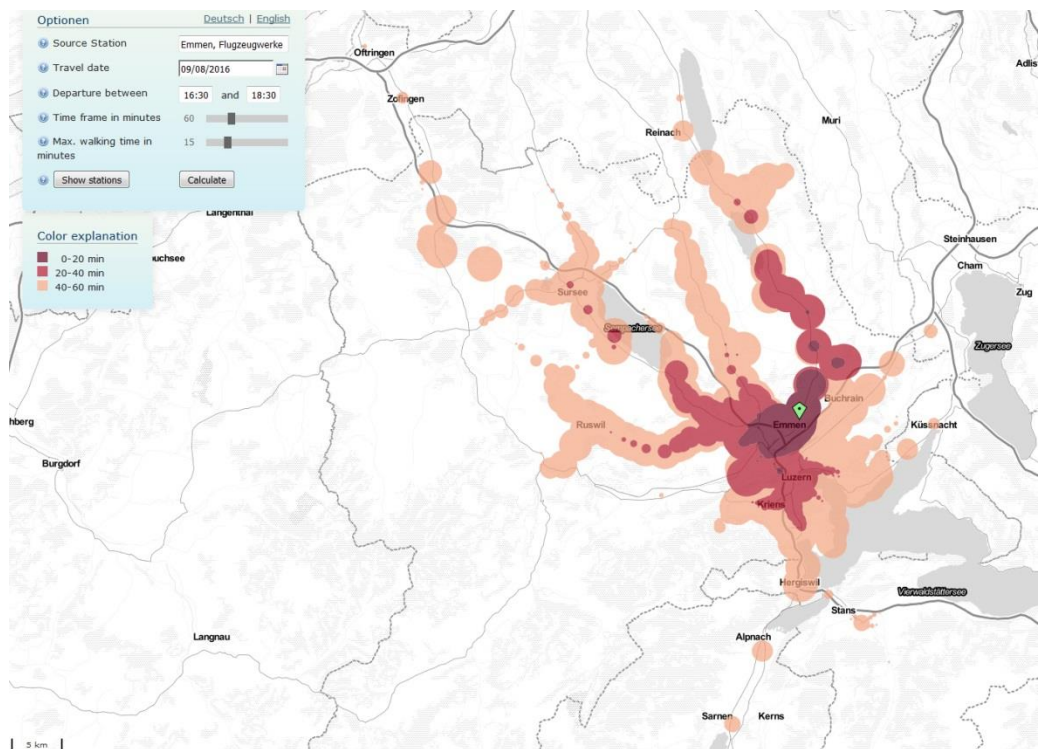 Optionen
Deutsch | English
Source Station
Emmen, Flugzeugwerke
Travel date
09/08/2016
Departure between
16:30 and 18:30
Time frame in minutes
60
Max. walking time in
minutes
15
Show stations
Calculate
Color explanation
0-20 min
20-40 min
40-60 min
Oftringen
Adlis
Zofingen
Reinach
Muri
Langenthal
ouchsee
Steinhausen
Cham
Zug
Sursee
Sempachersee
Zugersee
Buchrain
hberg
Ruswil
Emmen
Küssnacht
Burgdorf
Luzern
Kriens
Hergiswil
Vierwaldstättersee
Stans
Langnau
Alpnach
Sarnen
Kerns
5 km